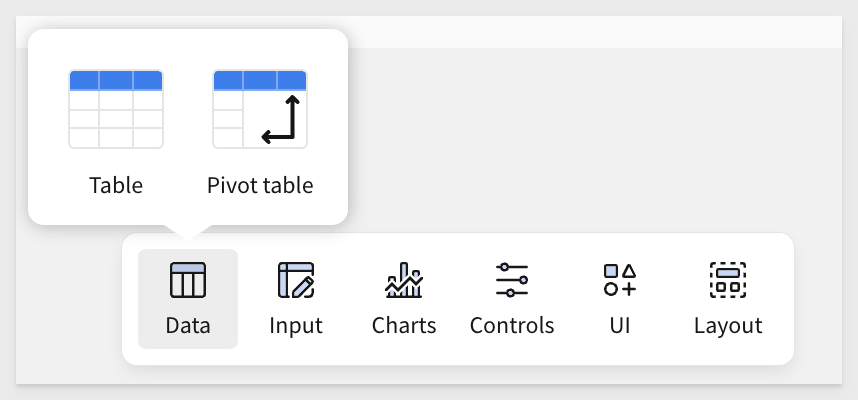 Table
Pivot table
Data
Input
Charts
Controls
UI
Layout